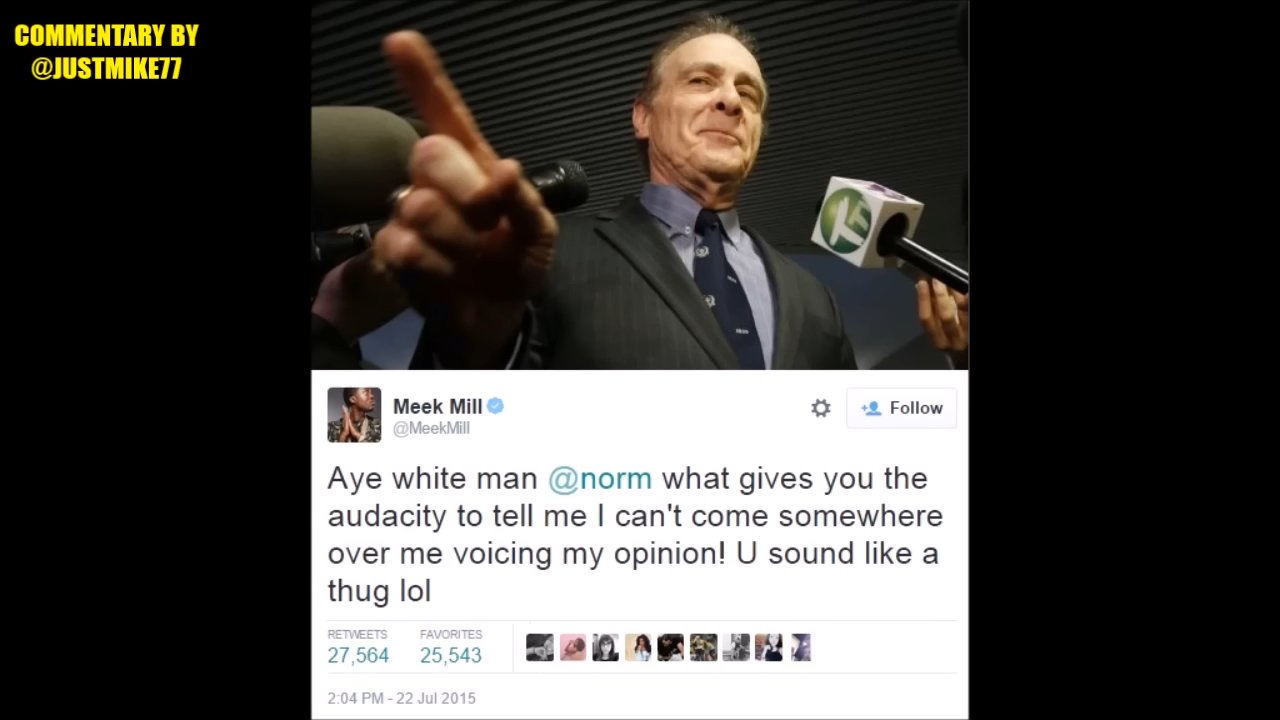 COMMENTARY BY
@JUSTMIKE77
Meek Mill
@MeekMill
Follow
Aye white man @norm what gives you the
audacity to tell me I can't come somewhere
over me voicing my opinion! U sound like a
thug lol
RETWEETS
FAVORITES
27,564
25,543
2:04 PM - 22 Jul 2015